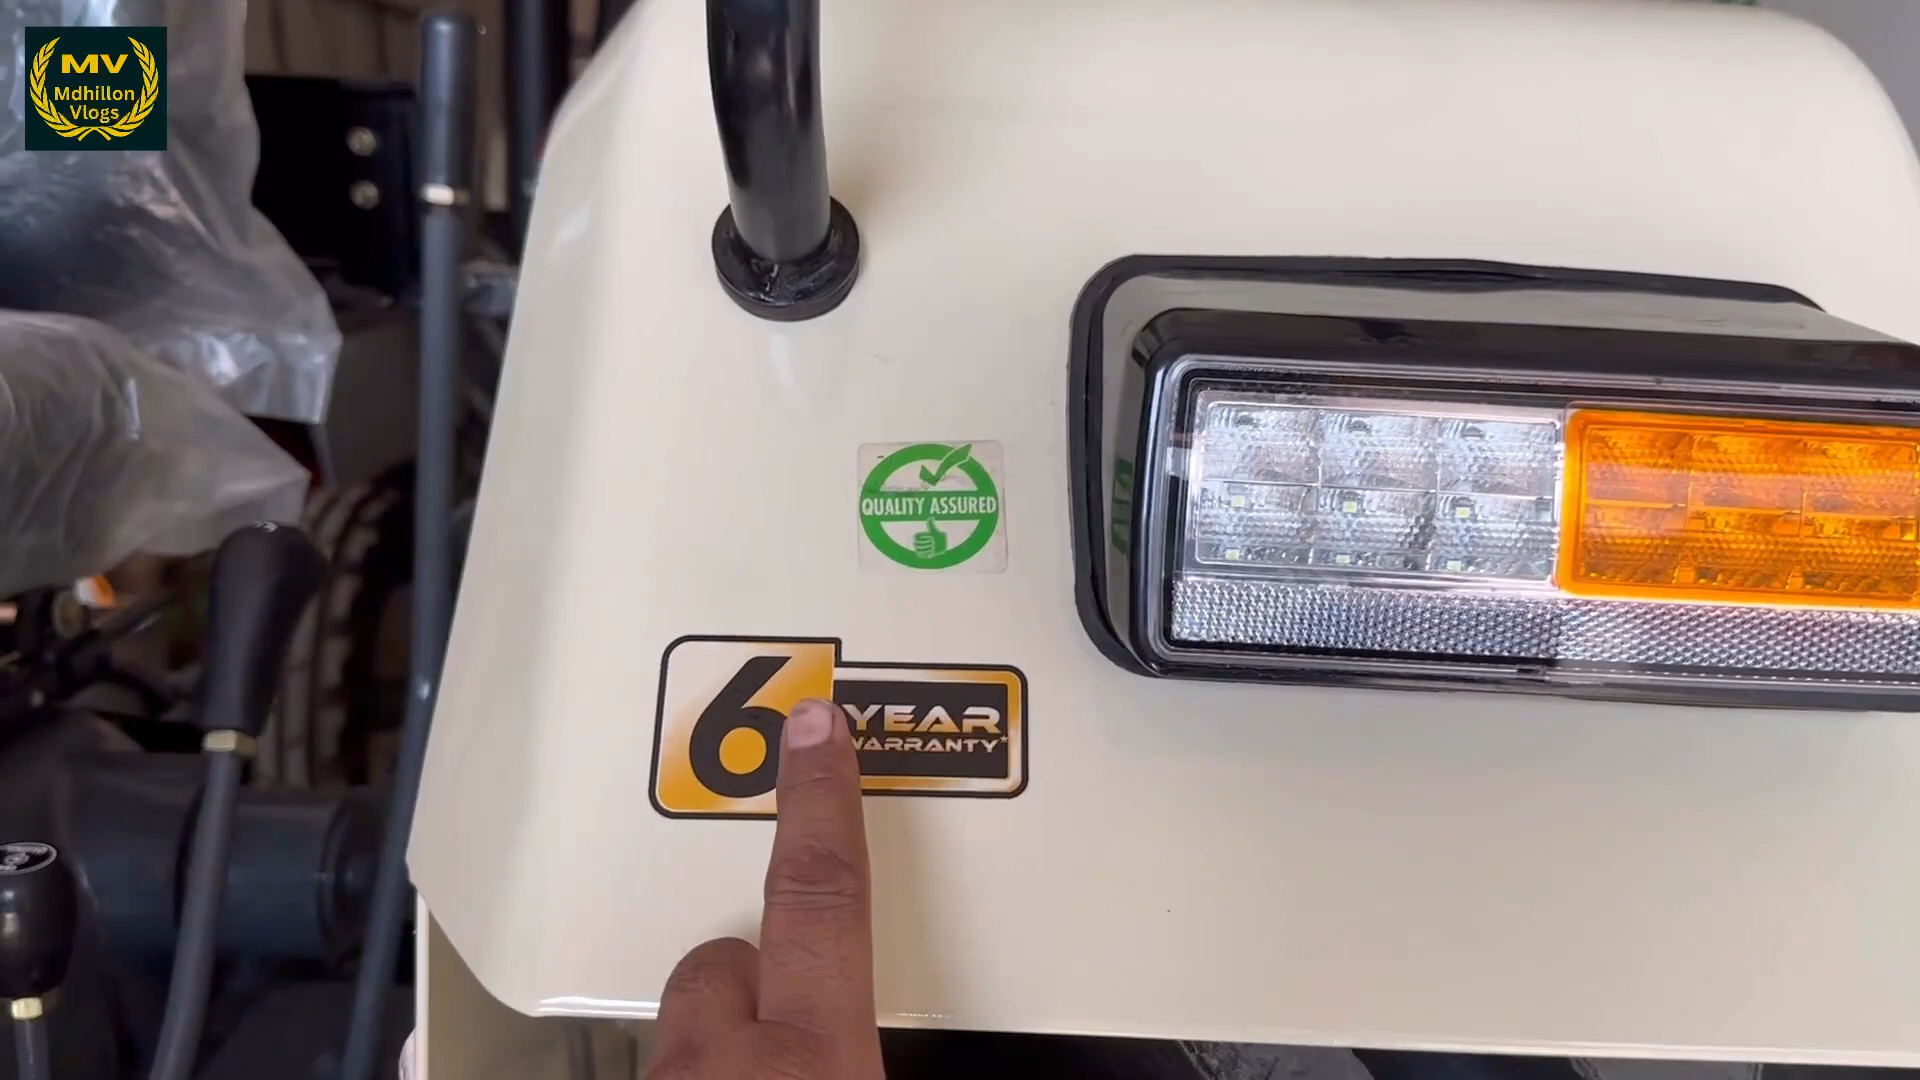 MV
Mdhillon
Vlogs
QUALITY ASSURED
6 YEAR
WARRANTY*